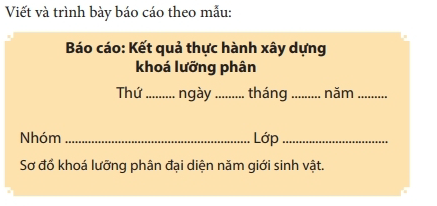 Viết và trình bày báo cáo theo mẫu:
Báo cáo: Kết quả thực hành xây dựng
khoá lưỡng phân
Thứ ......... ngày ......... tháng ......... năm .........
Nhóm ........................................................ Lớp ................................
Sơ đồ khoá lưỡng phân đại diện năm giới sinh vật.